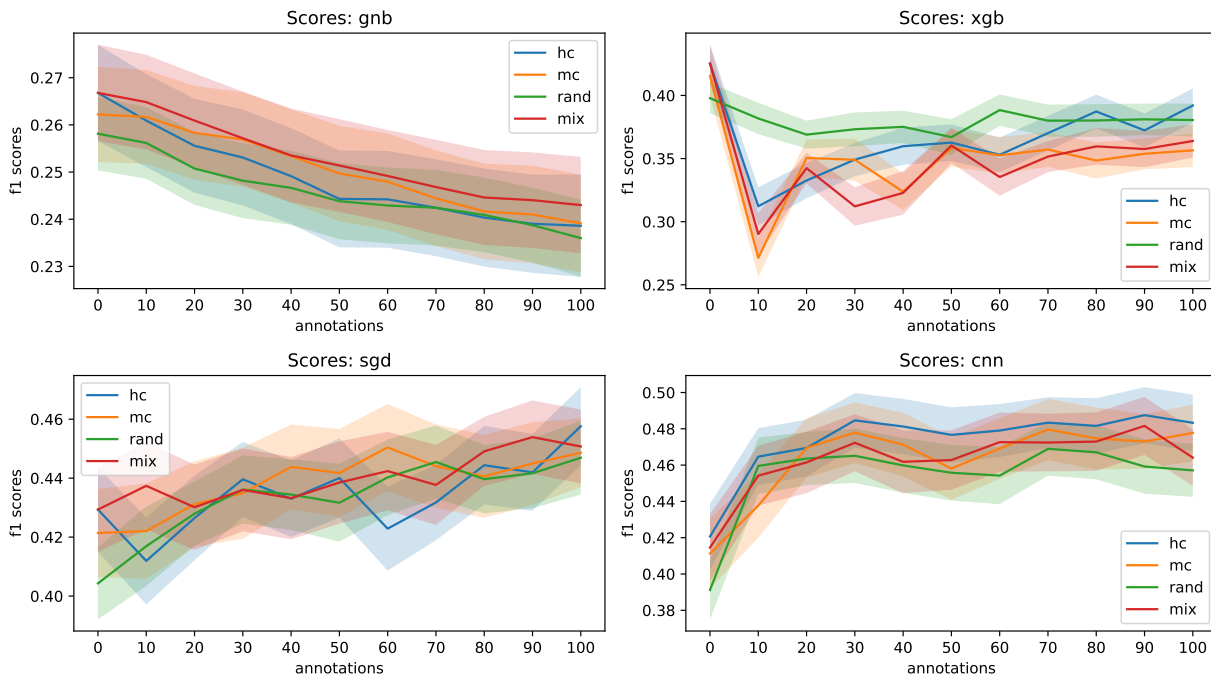 Scores: gnb
0.27
0.26
0.25
0.24
0.23
f1 scores
hc
mc
rand
mix
0 10 20 30 40 50 60 70 80 90 100
annotations
Scores: xgb
0.40
0.35
0.30
0.25
f1 scores
hc
mc
rand
mix
0 10 20 30 40 50 60 70 80 90 100
annotations
Scores: sgd
0.46
0.44
0.42
0.40
f1 scores
hc
mc
rand
mix
0 10 20 30 40 50 60 70 80 90 100
annotations
Scores: cnn
0.50
0.48
0.46
0.44
0.42
0.40
0.38
f1 scores
hc
mc
rand
mix
0 10 20 30 40 50 60 70 80 90 100
annotations